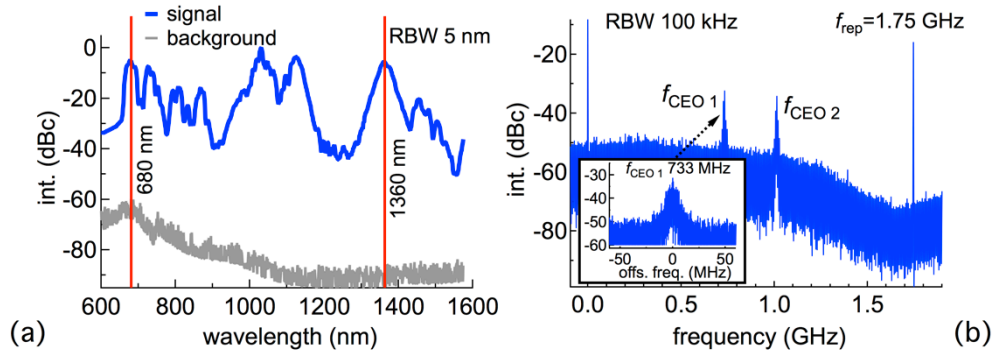 signal
background
RBW 5 nm
0
-20
-40
-60
-80
int. (dBc)
680 nm
1360 nm
600
800
1000
1200
1400
1600
wavelength (nm)
(a)
RBW 100 kHz
f_rep=1.75 GHz
-20
-40
-60
-80
int. (dBc)
f_CEO 1
f_CEO 2
f_CEO 1 733 MHz
-30
-40
-50
-60
-50
0
50
offs. freq. (MHz)
0.0
0.5
1.0
1.5
frequency (GHz)
(b)